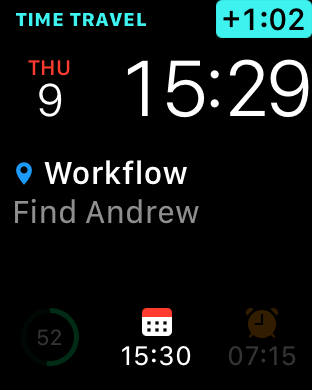 TIME TRAVEL +1:02
THU
9
15:29
Workflow
Find Andrew
52
15:30
07:15